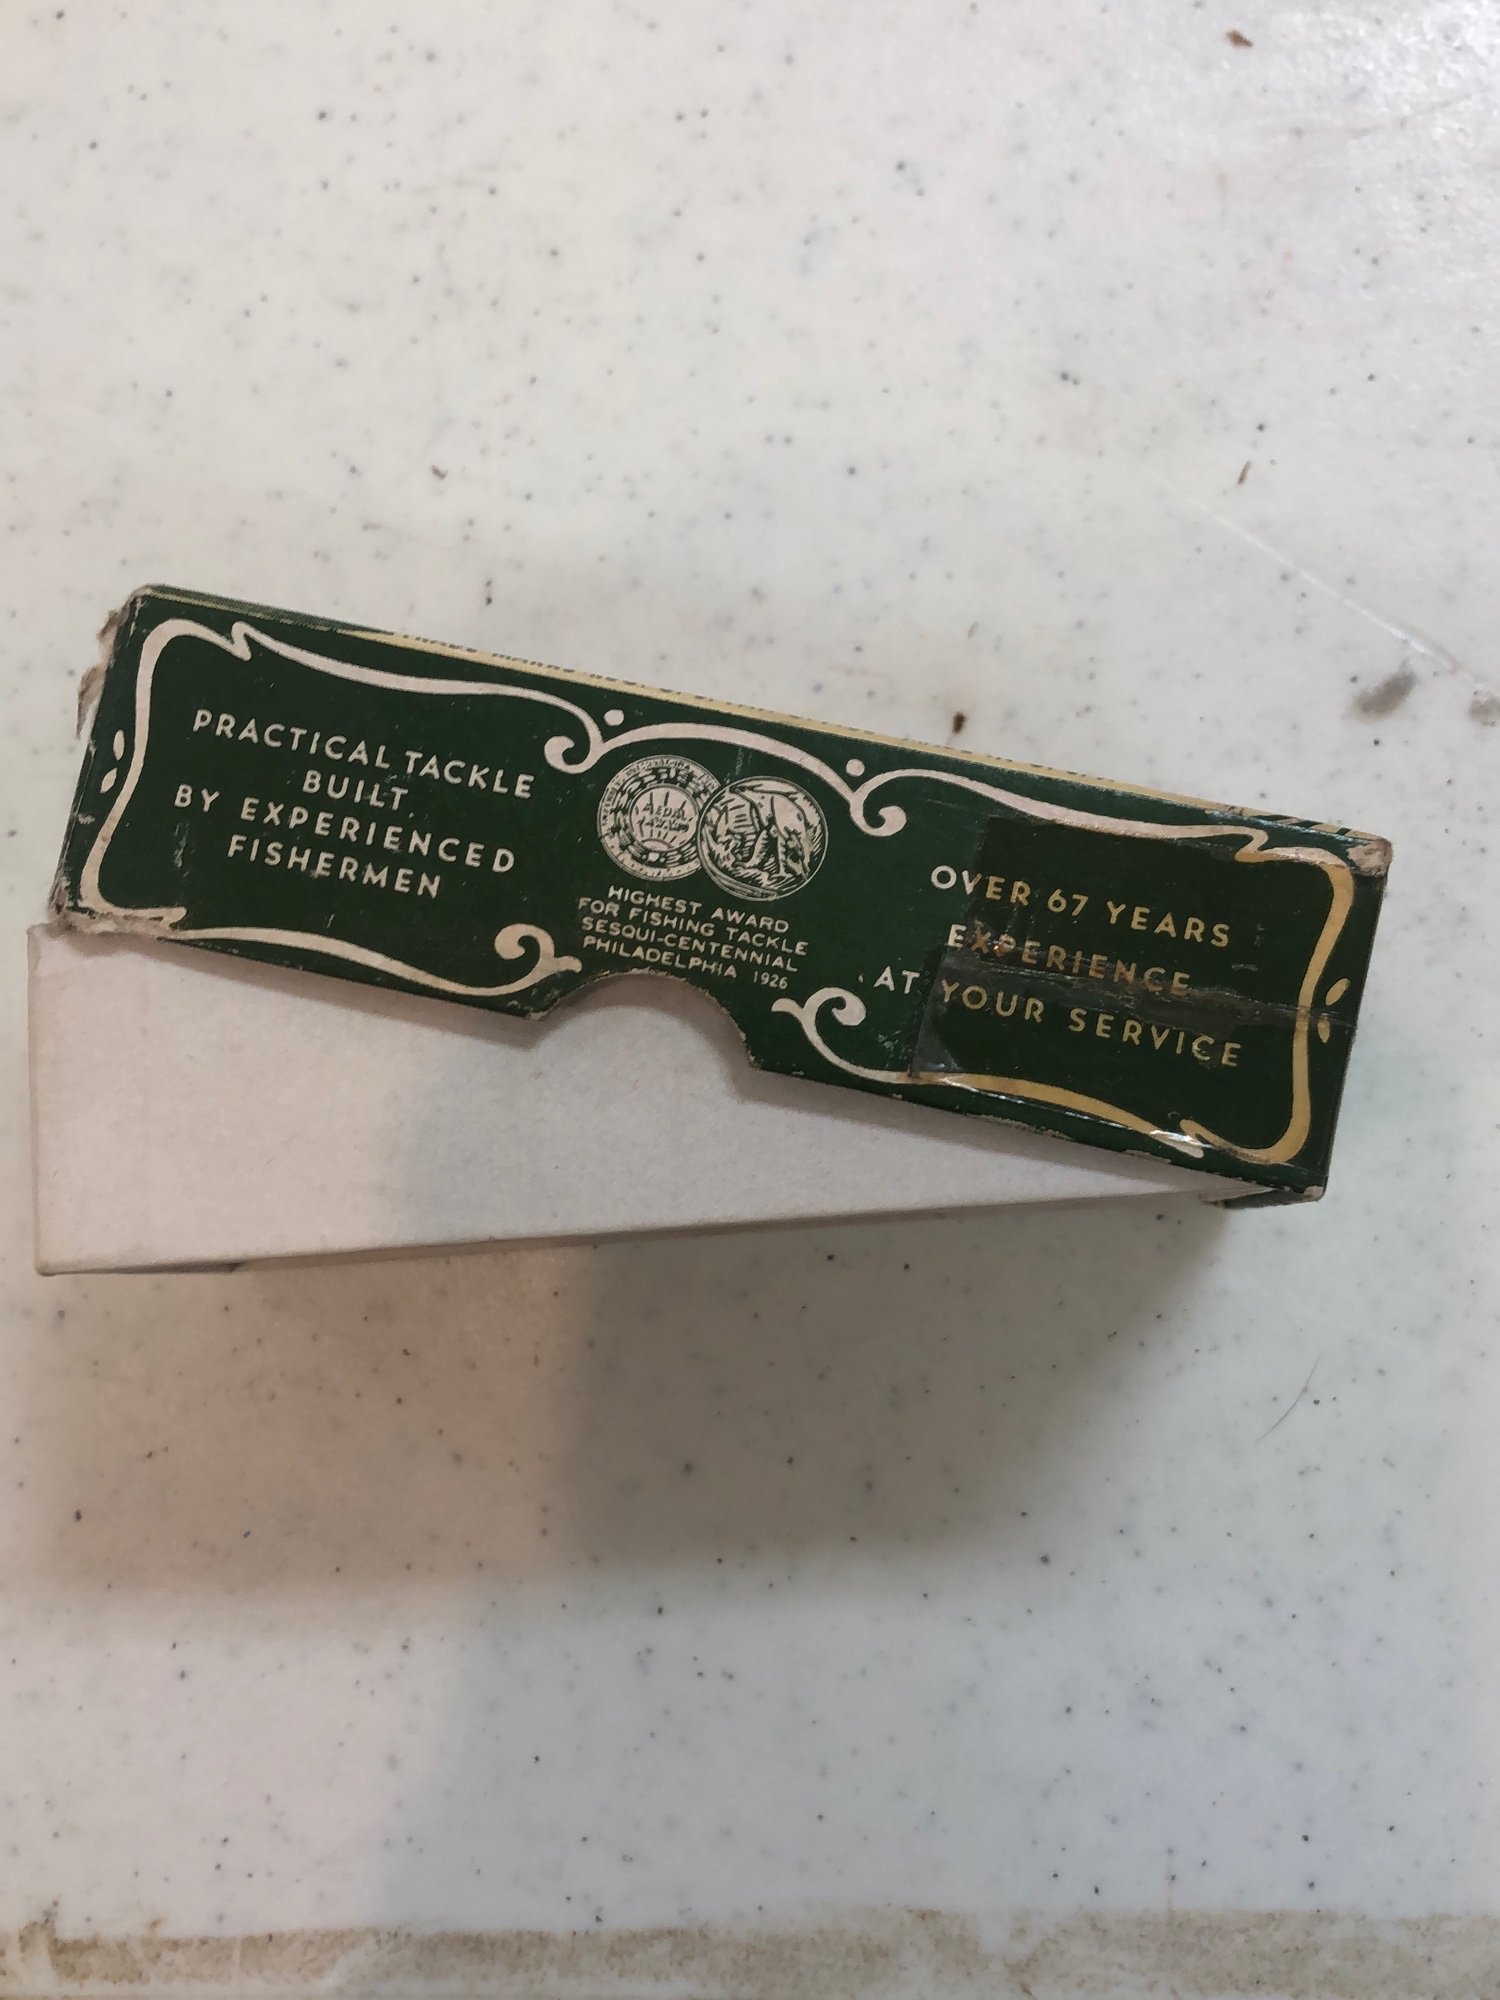 PRACTICAL TACKLE
BUILT
BY EXPERIENCED
FISHERMEN
HIGHEST AWARD
FOR FISHING TACKLE
SESQUI-CENTENNIAL
PHILADELPHIA 1926
OVER 67 YEARS
EXPERIENCE
AT YOUR SERVICE